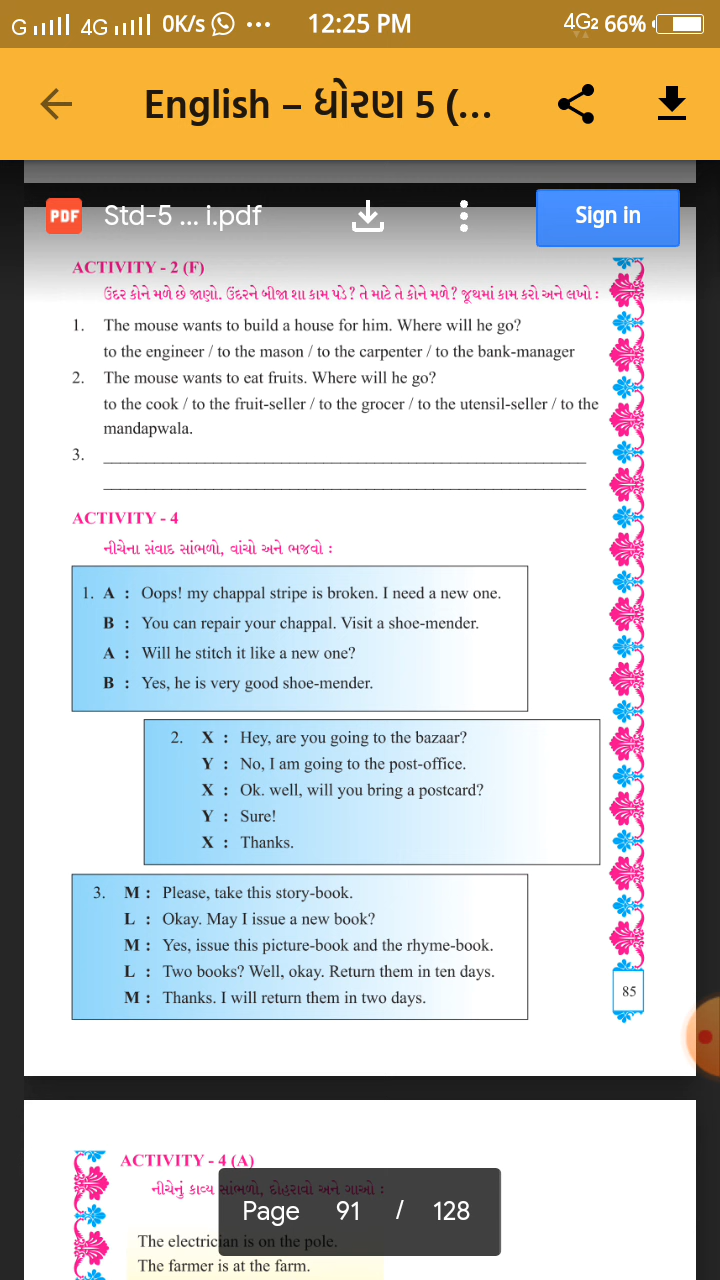 G 4G 0K/s ... 12:25 PM 4G2 66%
English – ધોરણ 5 (...
PDF Std-5 ... i.pdf Sign in
ACTIVITY - 2 (F)
ઉંદર કોને મળે છે જાણો. ઉંદરને બીજા શા કામ પડે ? તે માટે તે કોને મળે ? જૂથમાં કામ કરો અને લખો :
1. The mouse wants to build a house for him. Where will he go?
to the engineer / to the mason / to the carpenter / to the bank-manager
2. The mouse wants to eat fruits. Where will he go?
to the cook / to the fruit-seller / to the grocer / to the utensil-seller / to the
mandapwala.
3.
ACTIVITY - 4
નીચેના સંવાદ સાંભળો, વાંચો અને ભજવો :
1. A : Oops! my chappal stripe is broken. I need a new one.
B : You can repair your chappal. Visit a shoe-mender.
A : Will he stitch it like a new one?
B : Yes, he is very good shoe-mender.
2. X : Hey, are you going to the bazaar?
Y : No, I am going to the post-office.
X : Ok. well, will you bring a postcard?
Y : Sure!
X : Thanks.
3. M : Please, take this story-book.
L : Okay. May I issue a new book?
M : Yes, issue this picture-book and the rhyme-book.
L : Two books? Well, okay. Return them in ten days.
M : Thanks. I will return them in two days.
85
ACTIVITY - 4 (A)
નીચેનું કાવ્ય સાંભળો, દોહરાવો અને ગાઓ :
Page 91 / 128
The electrician is on the pole.
The farmer is at the farm.